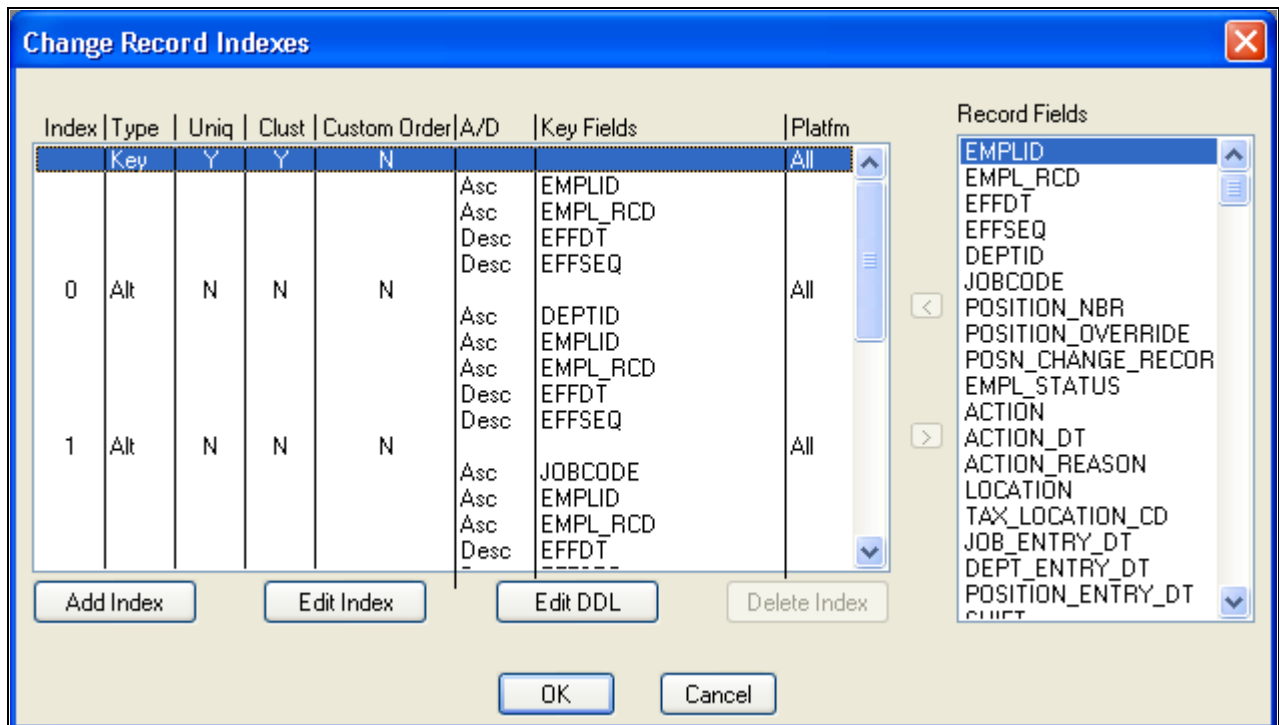 Change Record Indexes
Index Type Uniq Clust Custom Order A/D Key Fields Platfm
Key Y Y N All
Asc EMPLID
Asc EMPL_RCD
Desc EFFDT
Desc EFFSEQ
0 Alt N N N All
Asc DEPTID
Asc EMPLID
Asc EMPL_RCD
Desc EFFDT
Desc EFFSEQ
1 Alt N N N All
Asc JOBCODE
Asc EMPLID
Asc EMPL_RCD
Desc EFFDT
Record Fields
EMPLID
EMPL_RCD
EFFDT
EFFSEQ
DEPTID
JOBCODE
POSITION_NBR
POSITION_OVERRIDE
POSN_CHANGE_RECOR
EMPL_STATUS
ACTION
ACTION_DT
ACTION_REASON
LOCATION
TAX_LOCATION_CD
JOB_ENTRY_DT
DEPT_ENTRY_DT
POSITION_ENTRY_DT
<
>
Add Index Edit Index Edit DDL Delete Index
OK Cancel